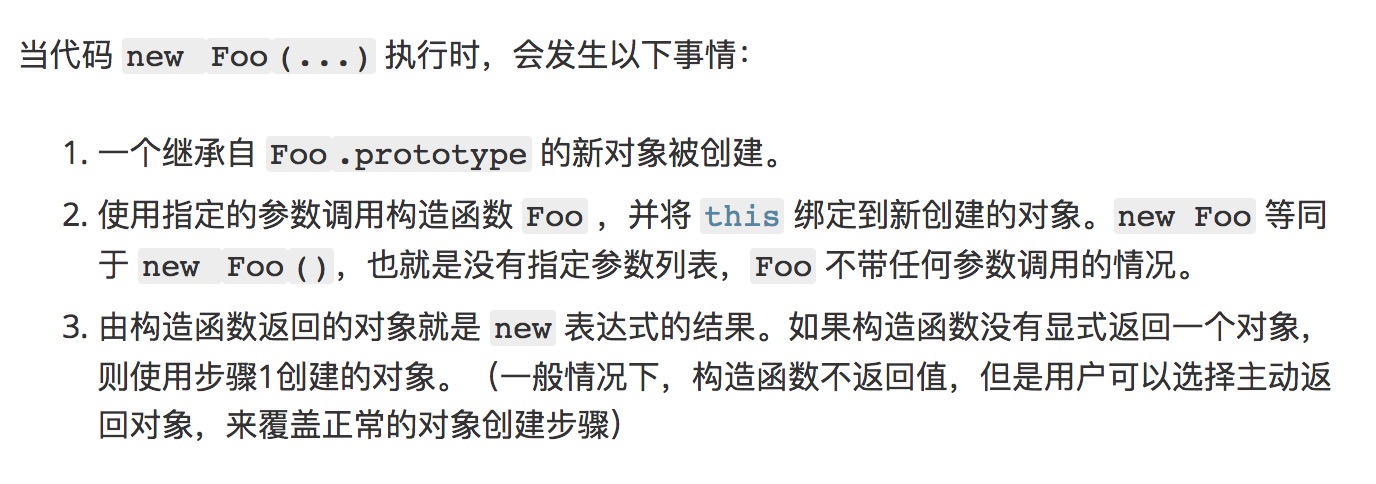 当代码 new Foo(...) 执行时，会发生以下事情：
1. 一个继承自 Foo.prototype 的新对象被创建。
2. 使用指定的参数调用构造函数 Foo ，并将 this 绑定到新创建的对象。new Foo 等同
于 new Foo()，也就是没有指定参数列表，Foo 不带任何参数调用的情况。
3. 由构造函数返回的对象就是 new 表达式的结果。如果构造函数没有显式返回一个对象，
则使用步骤1创建的对象。（一般情况下，构造函数不返回值，但是用户可以选择主动返
回对象，来覆盖正常的对象创建步骤）